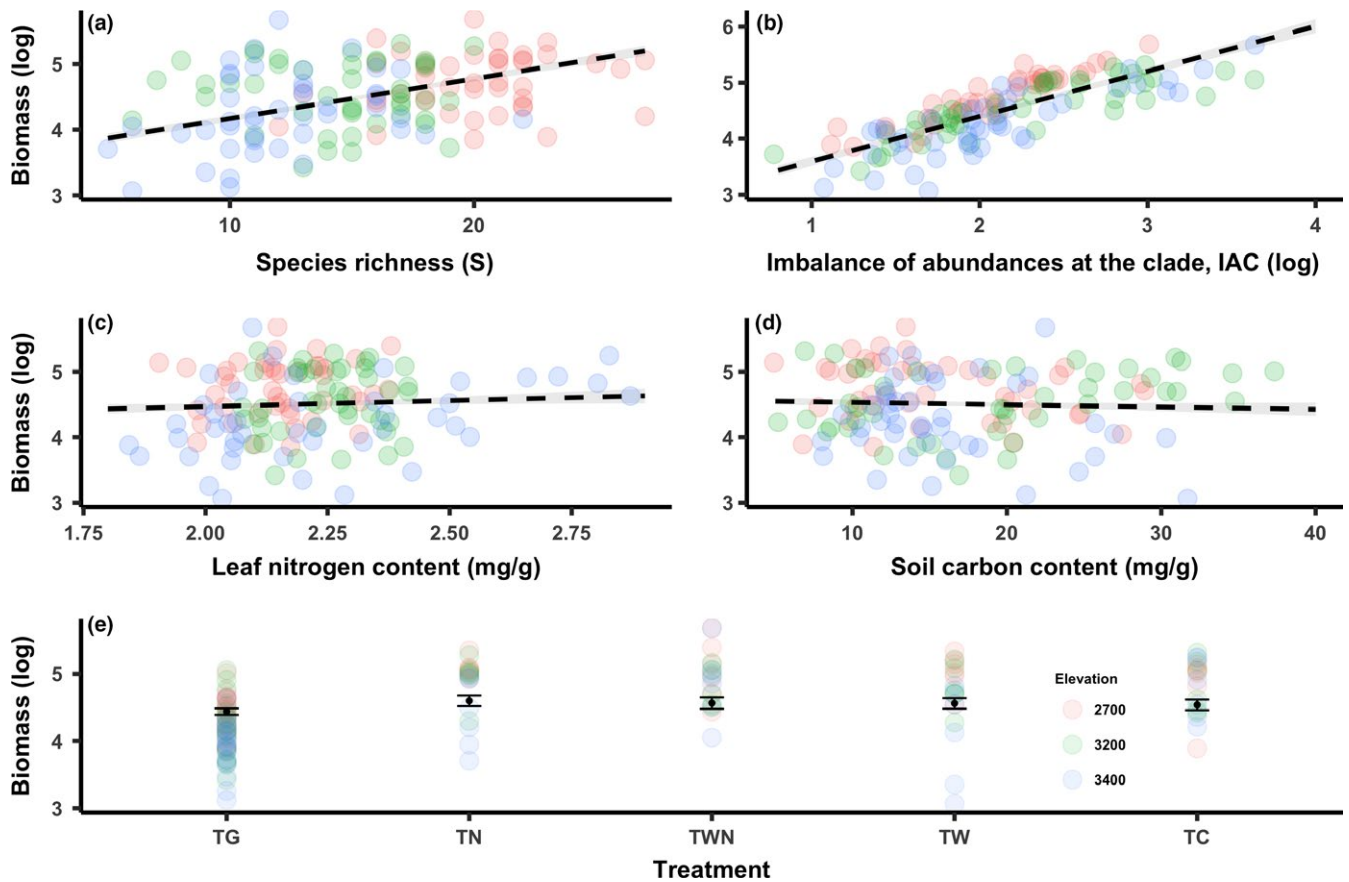 (a)
Biomass (log)
5
4
3
10
20
Species richness (S)
(b)
6
5
4
3
1
2
3
4
Imbalance of abundances at the clade, IAC (log)
(c)
Biomass (log)
5
4
3
1.75
2.00
2.25
2.50
2.75
Leaf nitrogen content (mg/g)
(d)
5
4
3
10
20
30
40
Soil carbon content (mg/g)
(e)
Biomass (log)
5
4
3
Elevation
2700
3200
3400
TG
TN
TWN
TW
TC
Treatment